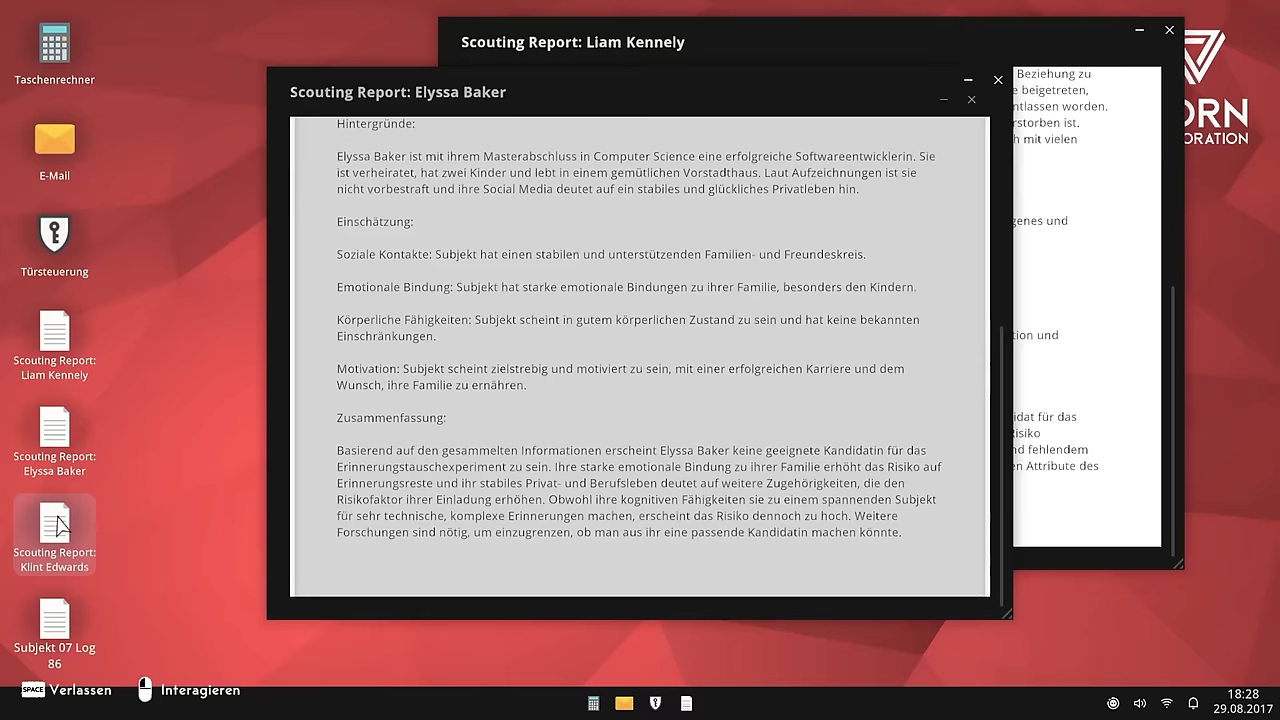 Taschenrechner
E-Mail
Türsteuerung
Scouting Report:
Liam Kennely
Scouting Report:
Elyssa Baker
Scouting Report:
Klint Edwards
Subjekt 07 Log
86
SPACE Verlassen
Interagieren
Scouting Report: Liam Kennely
Beziehung zu
beigetreten,
ntlassen worden.
rstorben ist.
h mit vielen
genes und
tion und
idat für das
Risiko
nd fehlendem
en Attribute des
ORN
ORATION
Scouting Report: Elyssa Baker
Hintergründe:
Elyssa Baker ist mit ihrem Masterabschluss in Computer Science eine erfolgreiche Softwareentwicklerin. Sie
ist verheiratet, hat zwei Kinder und lebt in einem gemütlichen Vorstadthaus. Laut Aufzeichnungen ist sie
nicht vorbestraft und ihre Social Media deutet auf ein stabiles und glückliches Privatleben hin.
Einschätzung:
Soziale Kontakte: Subjekt hat einen stabilen und unterstützenden Familien- und Freundeskreis.
Emotionale Bindung: Subjekt hat starke emotionale Bindungen zu ihrer Familie, besonders den Kindern.
Körperliche Fähigkeiten: Subjekt scheint in gutem körperlichen Zustand zu sein und hat keine bekannten
Einschränkungen.
Motivation: Subjekt scheint zielstrebig und motiviert zu sein, mit einer erfolgreichen Karriere und dem
Wunsch, ihre Familie zu ernähren.
Zusammenfassung:
Basierend auf den gesammelten Informationen erscheint Elyssa Baker keine geeignete Kandidatin für das
Erinnerungstauschexperiment zu sein. Ihre starke emotionale Bindung zu ihrer Familie erhöht das Risiko auf
Erinnerungsreste und ihr stabiles Privat- und Berufsleben deutet auf weitere Zugehörigkeiten, die den
Risikofaktor ihrer Einladung erhöhen. Obwohl ihre kognitiven Fähigkeiten sie zu einem spannenden Subjekt
für sehr technische, komplexe Erinnerungen machen, erscheint das Risiko dennoch zu hoch. Weitere
Forschungen sind nötig, um einzugrenzen, ob man aus ihr eine passende Kandidatin machen könnte.
18:28
29.08.2017